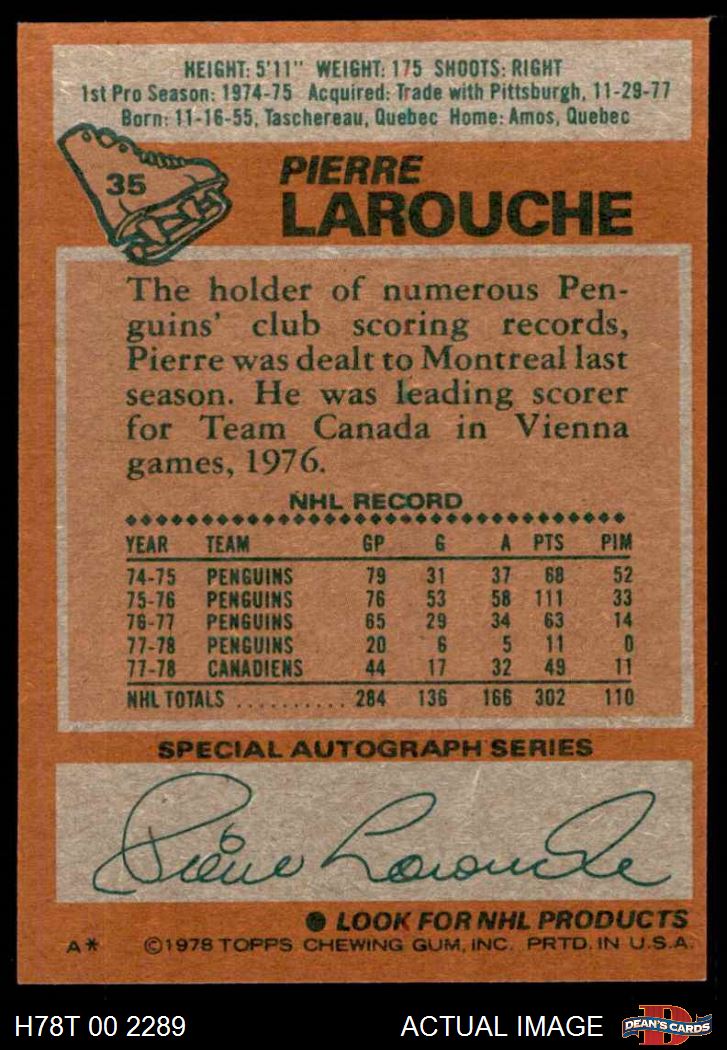 HEIGHT: 5'11" WEIGHT: 175 SHOOTS: RIGHT
1st Pro Season: 1974-75 Acquired: Trade with Pittsburgh, 11-29-77
Born: 11-16-55, Taschereau, Quebec Home: Amos, Quebec
35
PIERRE
LAROUCHE
The holder of numerous Pen-
guins' club scoring records,
Pierre was dealt to Montreal last
season. He was leading scorer
for Team Canada in Vienna
games, 1976.
NHL RECORD
YEAR TEAM GP G A PTS PIM
74-75 PENGUINS 79 31 37 68 52
75-76 PENGUINS 76 53 58 111 33
76-77 PENGUINS 65 29 34 63 14
77-78 PENGUINS 20 6 5 11 0
77-78 CANADIENS 44 17 32 49 11
NHL TOTALS .......... 284 136 166 302 110
SPECIAL AUTOGRAPH SERIES
Pierre Larouche
● LOOK FOR NHL PRODUCTS
A* ©1978 TOPPS CHEWING GUM, INC. PRTD. IN U.S.A.
H78T 00 2289 ACTUAL IMAGE D DEAN'S CARDS